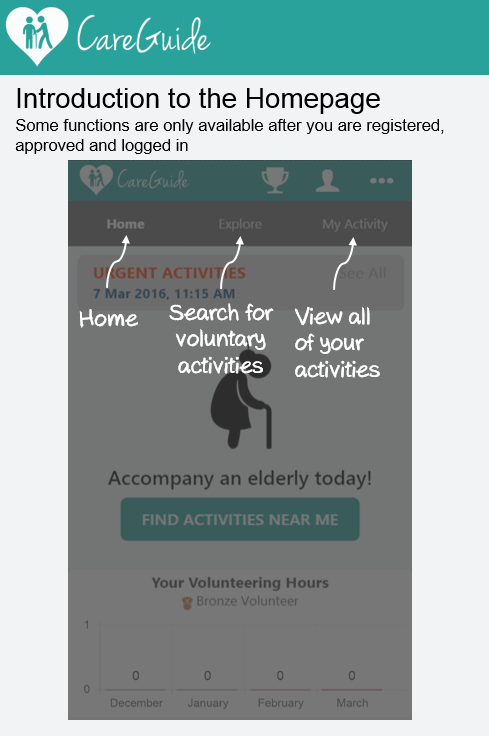 CareGuide
Introduction to the Homepage
Some functions are only available after you are registered,
approved and logged in
CareGuide
Home Explore My Activity
URGENT ACTIVITIES See All
7 Mar 2016, 11:15 AM
Home
Search for
voluntary
activities
View all
of your
activities
Accompany an elderly today!
FIND ACTIVITIES NEAR ME
Your Volunteering Hours
Bronze Volunteer
1
0 0 0 0
0
December January February March